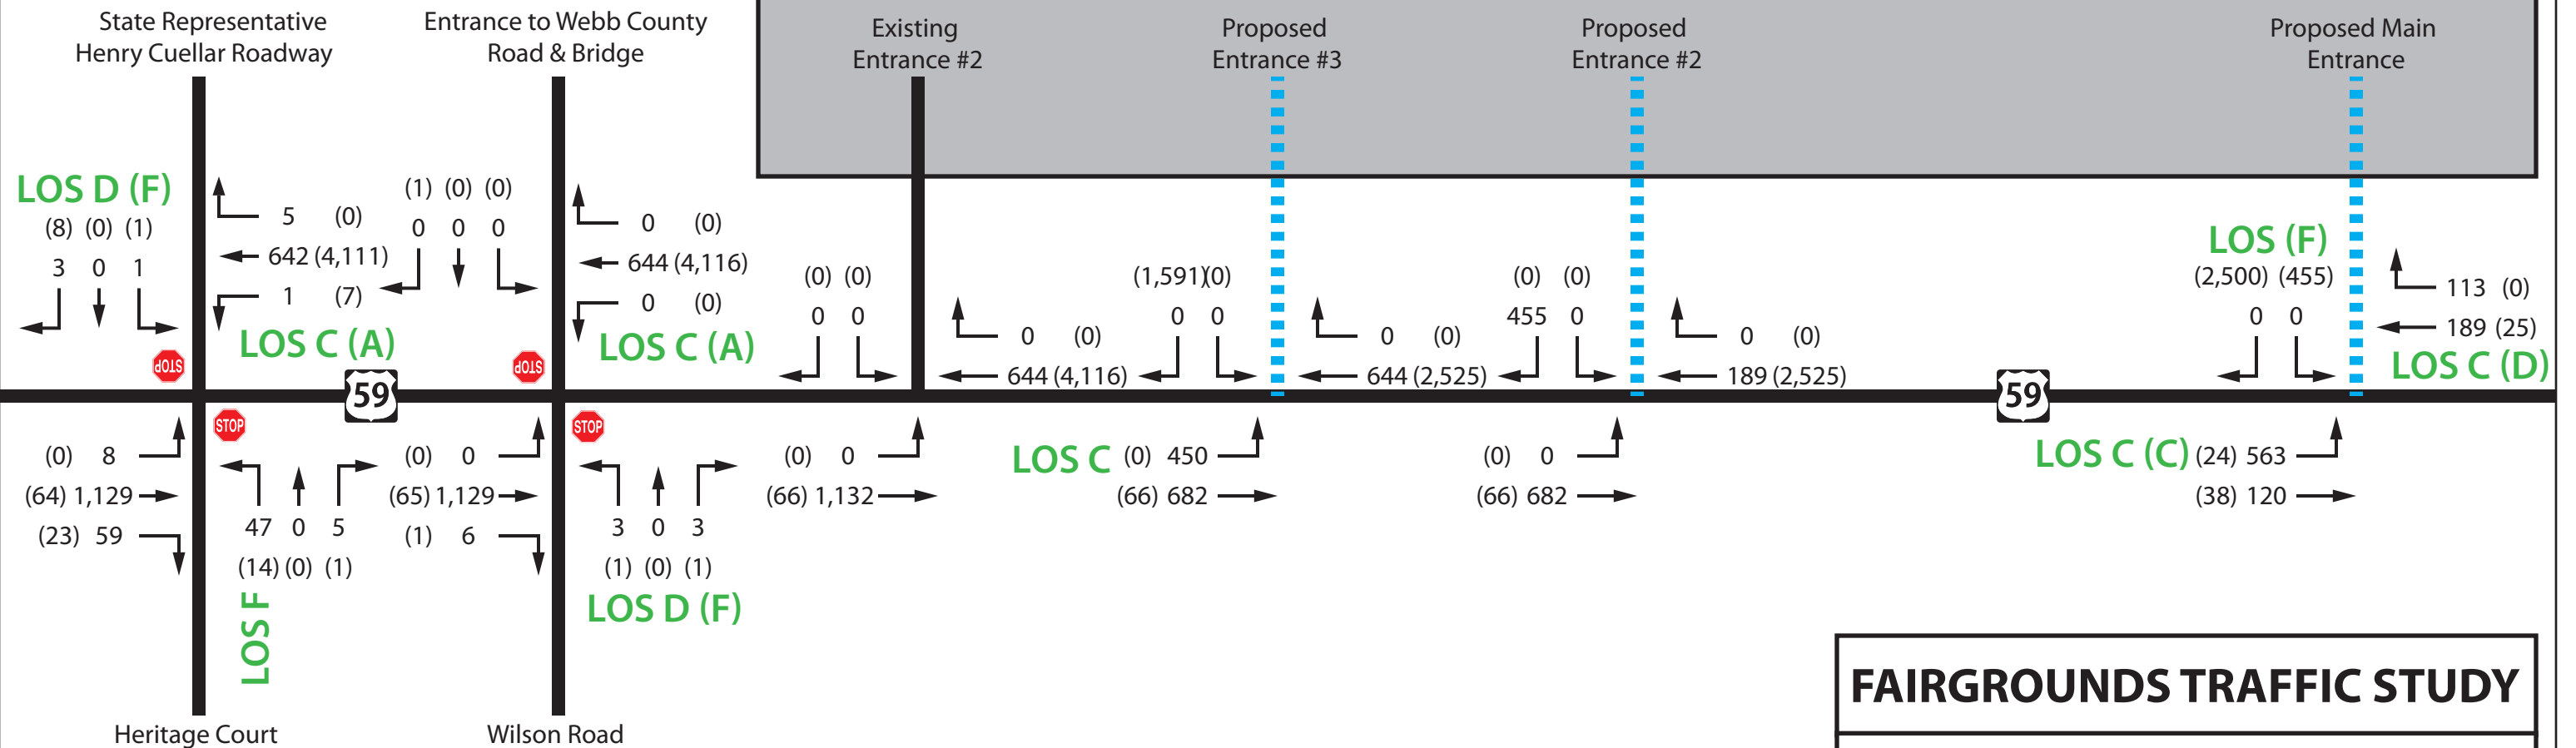 State Representative
Henry Cuellar Roadway
Entrance to Webb County
Road & Bridge
Existing
Entrance #2
Proposed
Entrance #3
Proposed
Entrance #2
Proposed Main
Entrance
LOS D (F)
(8) (0) (1)
3 0 1
5 (0)
642 (4,111)
1 (7)
LOS C (A)
STOP
(1) (0) (0)
0 0 0
0 (0)
644 (4,116)
0 (0)
LOS C (A)
STOP
(0) (0)
0 0
0 (0)
644 (4,116)
(1,591)(0)
0 0
0 (0)
644 (2,525)
(0) (0)
455 0
0 (0)
189 (2,525)
LOS (F)
(2,500) (455)
0 0
113 (0)
189 (25)
LOS C (D)
59
59
(0) 8
(64) 1,129
(23) 59
STOP
47 0 5
(14) (0) (1)
LOS F
(0) 0
(65) 1,129
(1) 6
STOP
3 0 3
(1) (0) (1)
LOS D (F)
(0) 0
(66) 1,132
LOS C (0) 450
(66) 682
(0) 0
(66) 682
LOS C (C) (24) 563
(38) 120
Heritage Court
Wilson Road
FAIRGROUNDS TRAFFIC STUDY